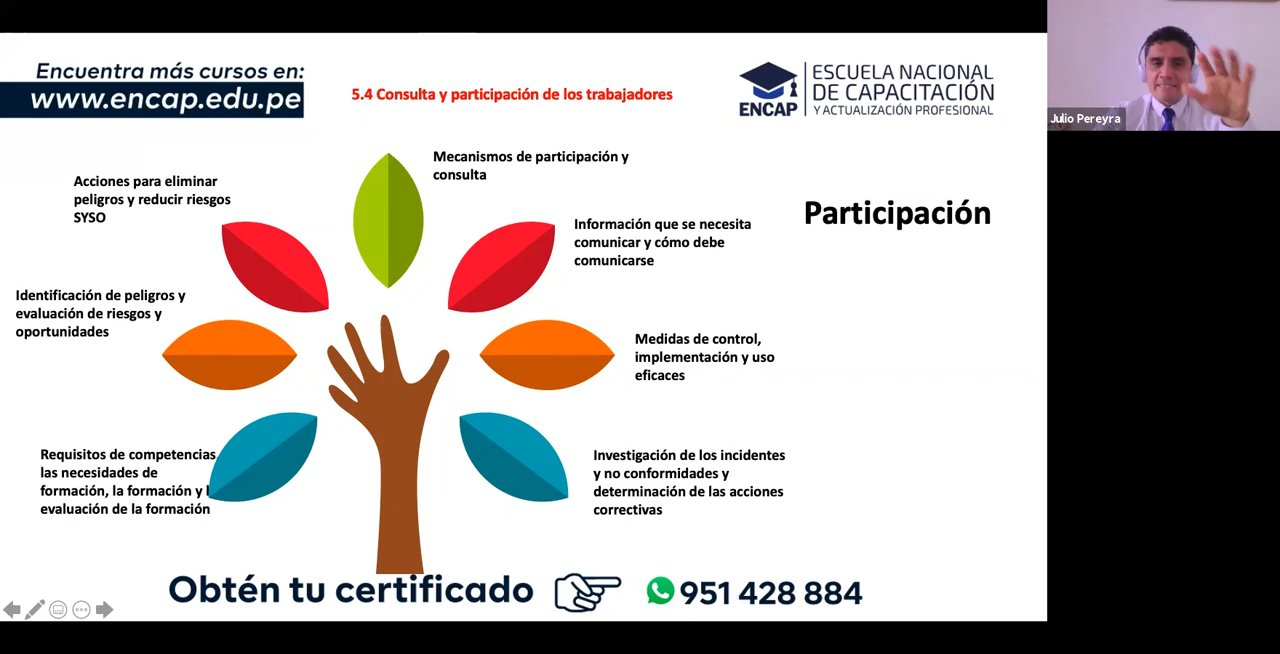 Encuentra más cursos en:
www.encap.edu.pe
5.4 Consulta y participación de los trabajadores
ENCAP
ESCUELA NACIONAL
DE CAPACITACIÓN
Y ACTUALIZACIÓN PROFESIONAL
Julio Pereyra
Participación
Mecanismos de participación y
consulta
Acciones para eliminar
peligros y reducir riesgos
SYSO
Información que se necesita
comunicar y cómo debe
comunicarse
Identificación de peligros y
evaluación de riesgos y
oportunidades
Medidas de control,
implementación y uso
eficaces
Requisitos de competencias
las necesidades de
formación, la formación y
evaluación de la formación
Investigación de los incidentes
y no conformidades y
determinación de las acciones
correctivas
Obtén tu certificado
951 428 884